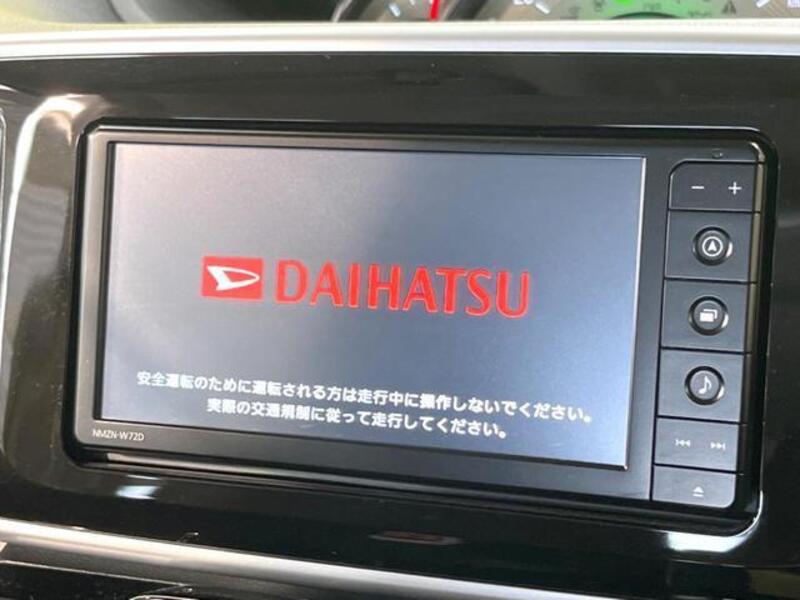 DAIHATSU
安全運転のために運転される方は走行中に操作しないでください。
実際の交通規制に従って走行してください。
NMZN-W72D